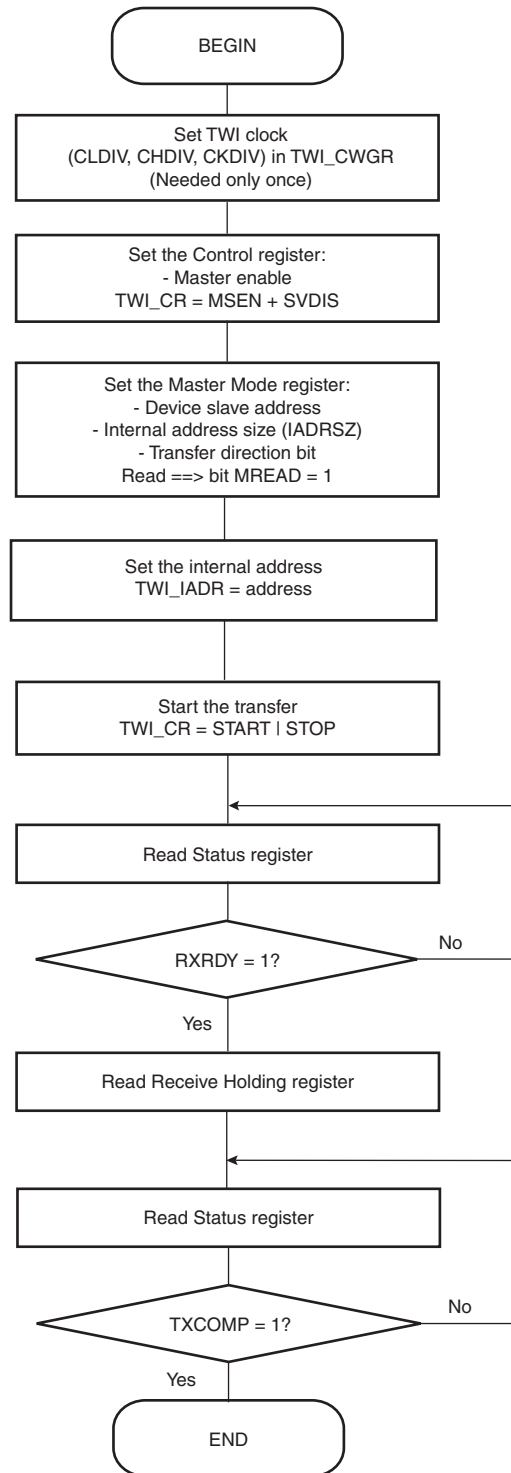 BEGIN
Set TWI clock
(CLDIV, CHDIV, CKDIV) in TWI_CWGR
(Needed only once)
Set the Control register:
- Master enable
TWI_CR = MSEN + SVDIS
Set the Master Mode register:
- Device slave address
- Internal address size (IADRSZ)
- Transfer direction bit
Read ==> bit MREAD = 1
Set the internal address
TWI_IADR = address
Start the transfer
TWI_CR = START | STOP
Read Status register
RXRDY = 1?
No
Yes
Read Receive Holding register
Read Status register
TXCOMP = 1?
No
Yes
END